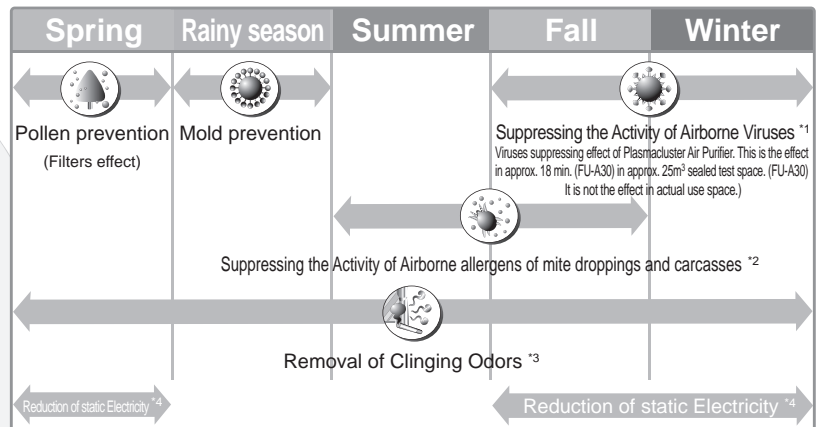 Spring Rainy season Summer Fall Winter
Pollen prevention
(Filters effect)
Mold prevention
Suppressing the Activity of Airborne Viruses *1
Viruses suppressing effect of Plasmacluster Air Purifier. This is the effect
in approx. 18 min. (FU-A30) in approx. 25m³ sealed test space. (FU-A30)
It is not the effect in actual use space.)
Suppressing the Activity of Airborne allergens of mite droppings and carcasses *2
Removal of Clinging Odors *3
Reduction of static Electricity *4
Reduction of static Electricity *4